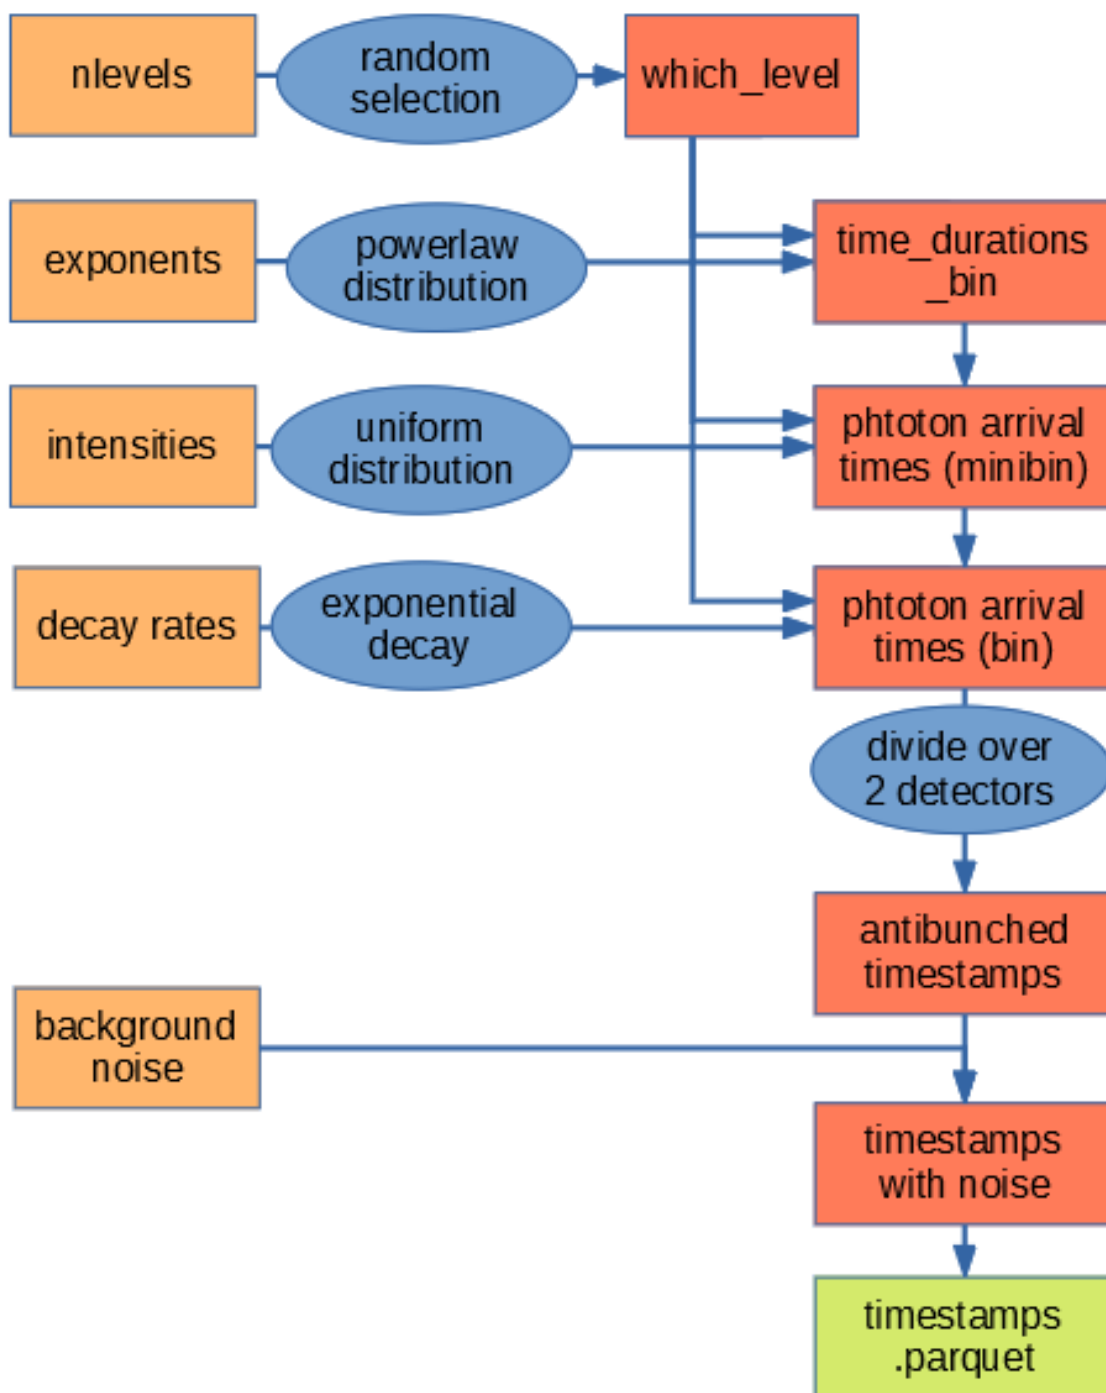 nlevels
random
selection
which_level
exponents
powerlaw
distribution
time_durations
_bin
intensities
uniform
distribution
phtoton arrival
times (minibin)
decay rates
exponential
decay
phtoton arrival
times (bin)
divide over
2 detectors
antibunched
timestamps
background
noise
timestamps
with noise
timestamps
.parquet